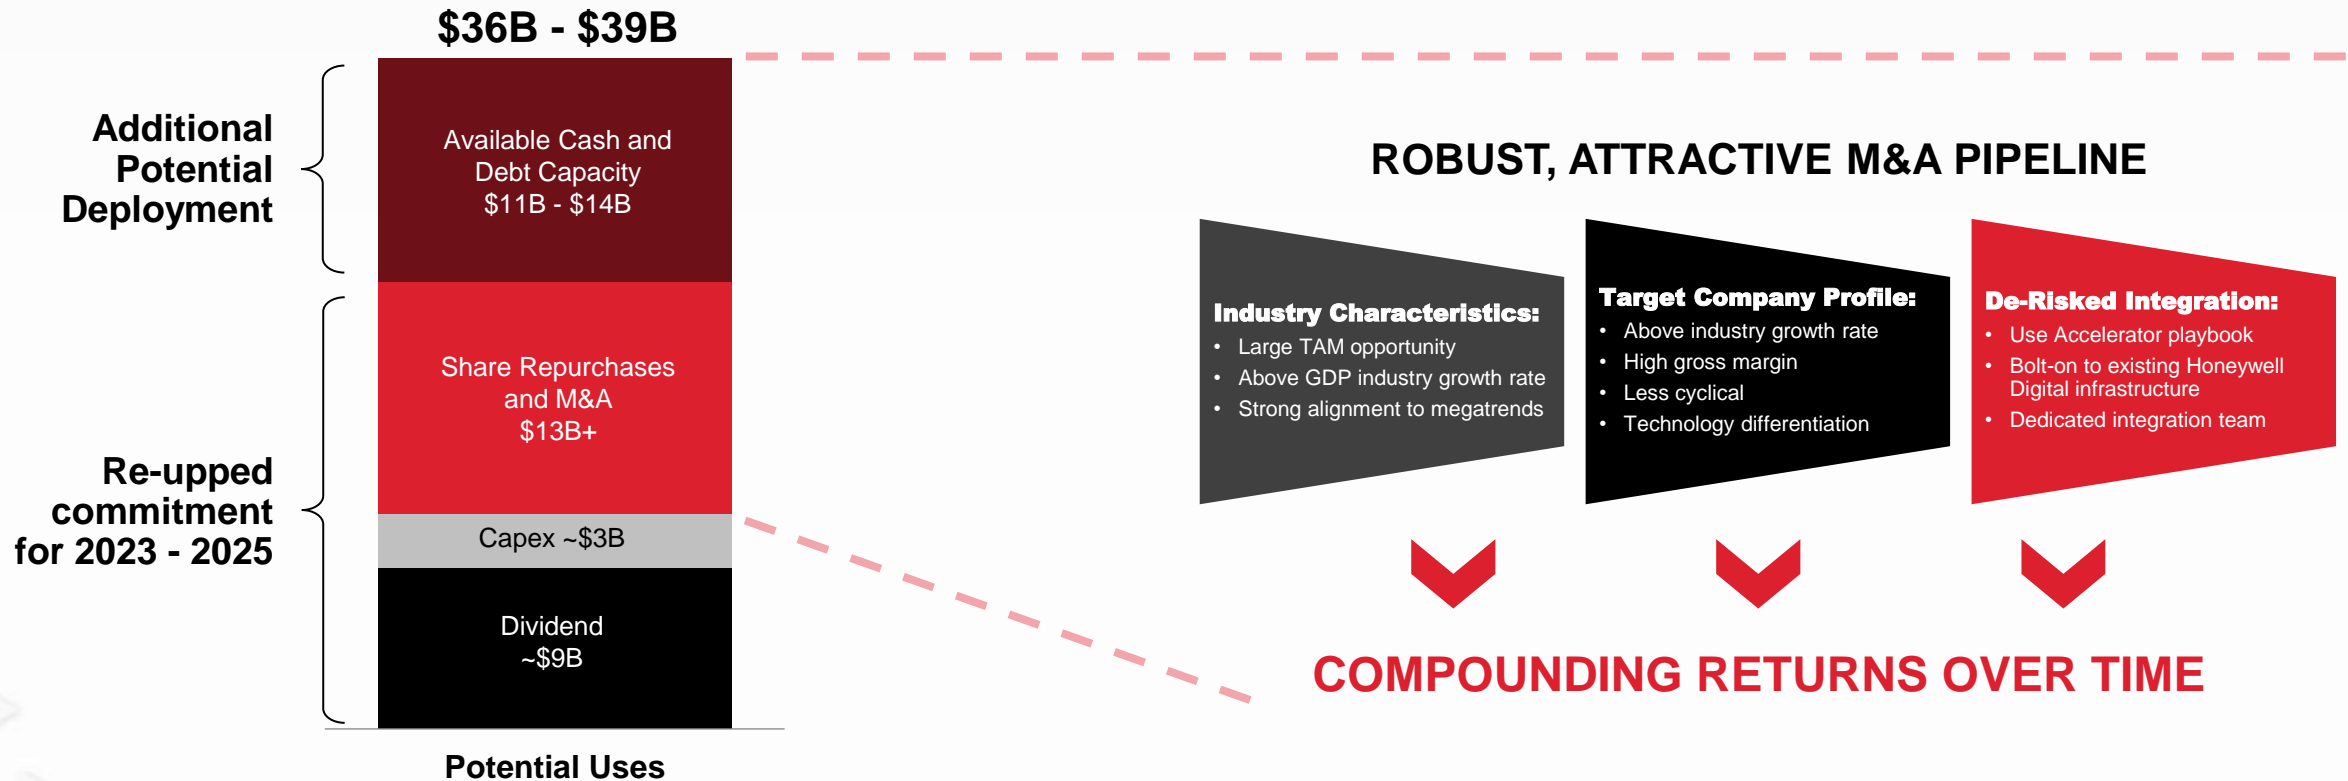 $36B - $39B
Additional
Potential
Deployment
Available Cash and
Debt Capacity
$11B - $14B
Re-upped
commitment
for 2023 - 2025
Share Repurchases
and M&A
$13B+
Capex ~$3B
Dividend
~$9B
Potential Uses
ROBUST, ATTRACTIVE M&A PIPELINE
Industry Characteristics:
• Large TAM opportunity
• Above GDP industry growth rate
• Strong alignment to megatrends
Target Company Profile:
• Above industry growth rate
• High gross margin
• Less cyclical
• Technology differentiation
De-Risked Integration:
• Use Accelerator playbook
• Bolt-on to existing Honeywell
Digital infrastructure
• Dedicated integration team
COMPOUNDING RETURNS OVER TIME